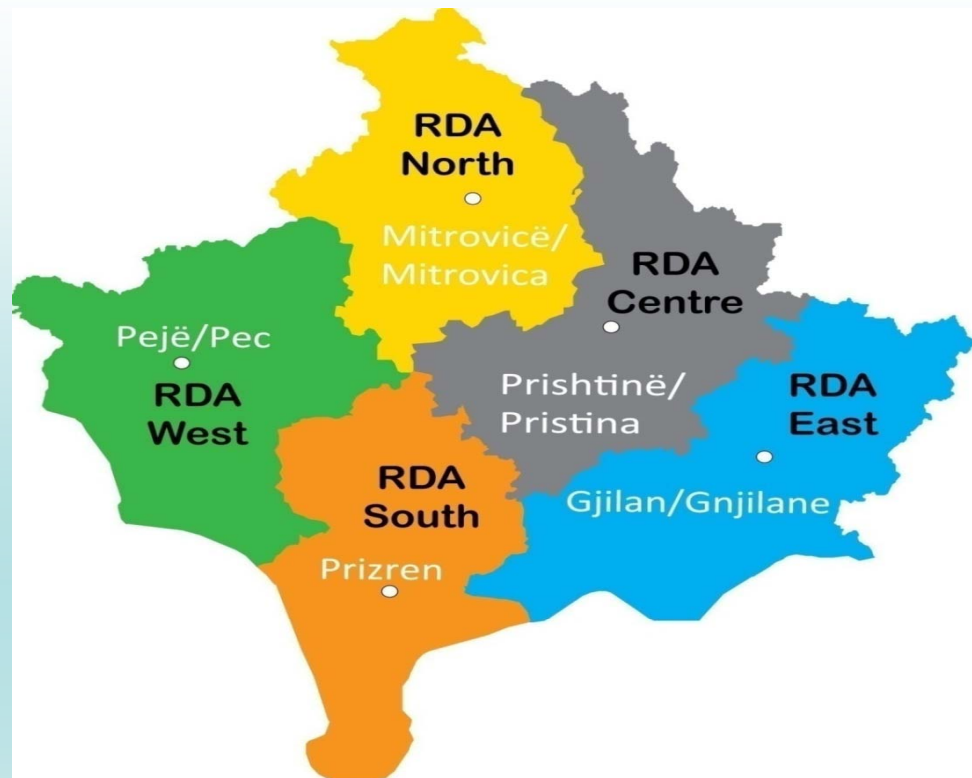 RDA
North
Mitrovicë/
Mitrovica
RDA
Centre
Prishtinë/
Pristina
Pejë/Pec
RDA
West
RDA
East
Gjilan/Gnjilane
RDA
South
Prizren